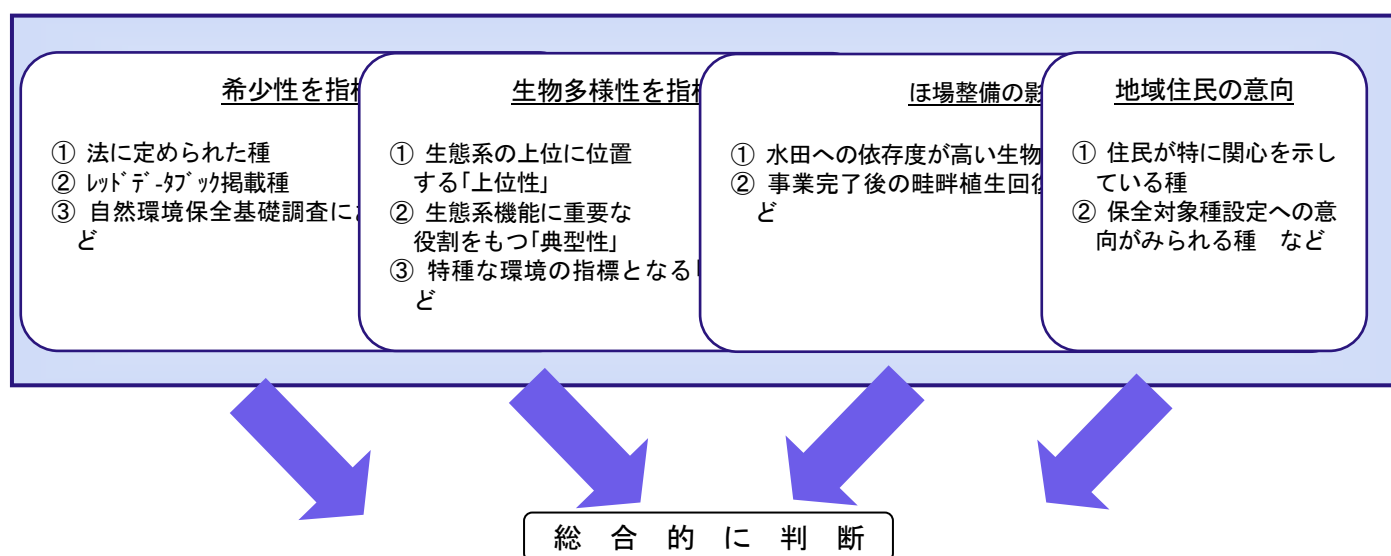 希少性を指
① 法に定められた種
② ﾚｯﾄﾞﾃﾞｰﾀﾌﾞｯｸ掲載種
③ 自然環境保全基礎調査に
ど
生物多様性を指
① 生態系の上位に位置
する「上位性」
② 生態系機能に重要な
役割をもつ「典型性」
③ 特種な環境の指標となる
ど
ほ場整備の影
① 水田への依存度が高い生物
② 事業完了後の畦畔植生回
ど
地域住民の意向
① 住民が特に関心を示し
ている種
② 保全対象種設定への意
向がみられる種　など
総 合 的 に 判 断